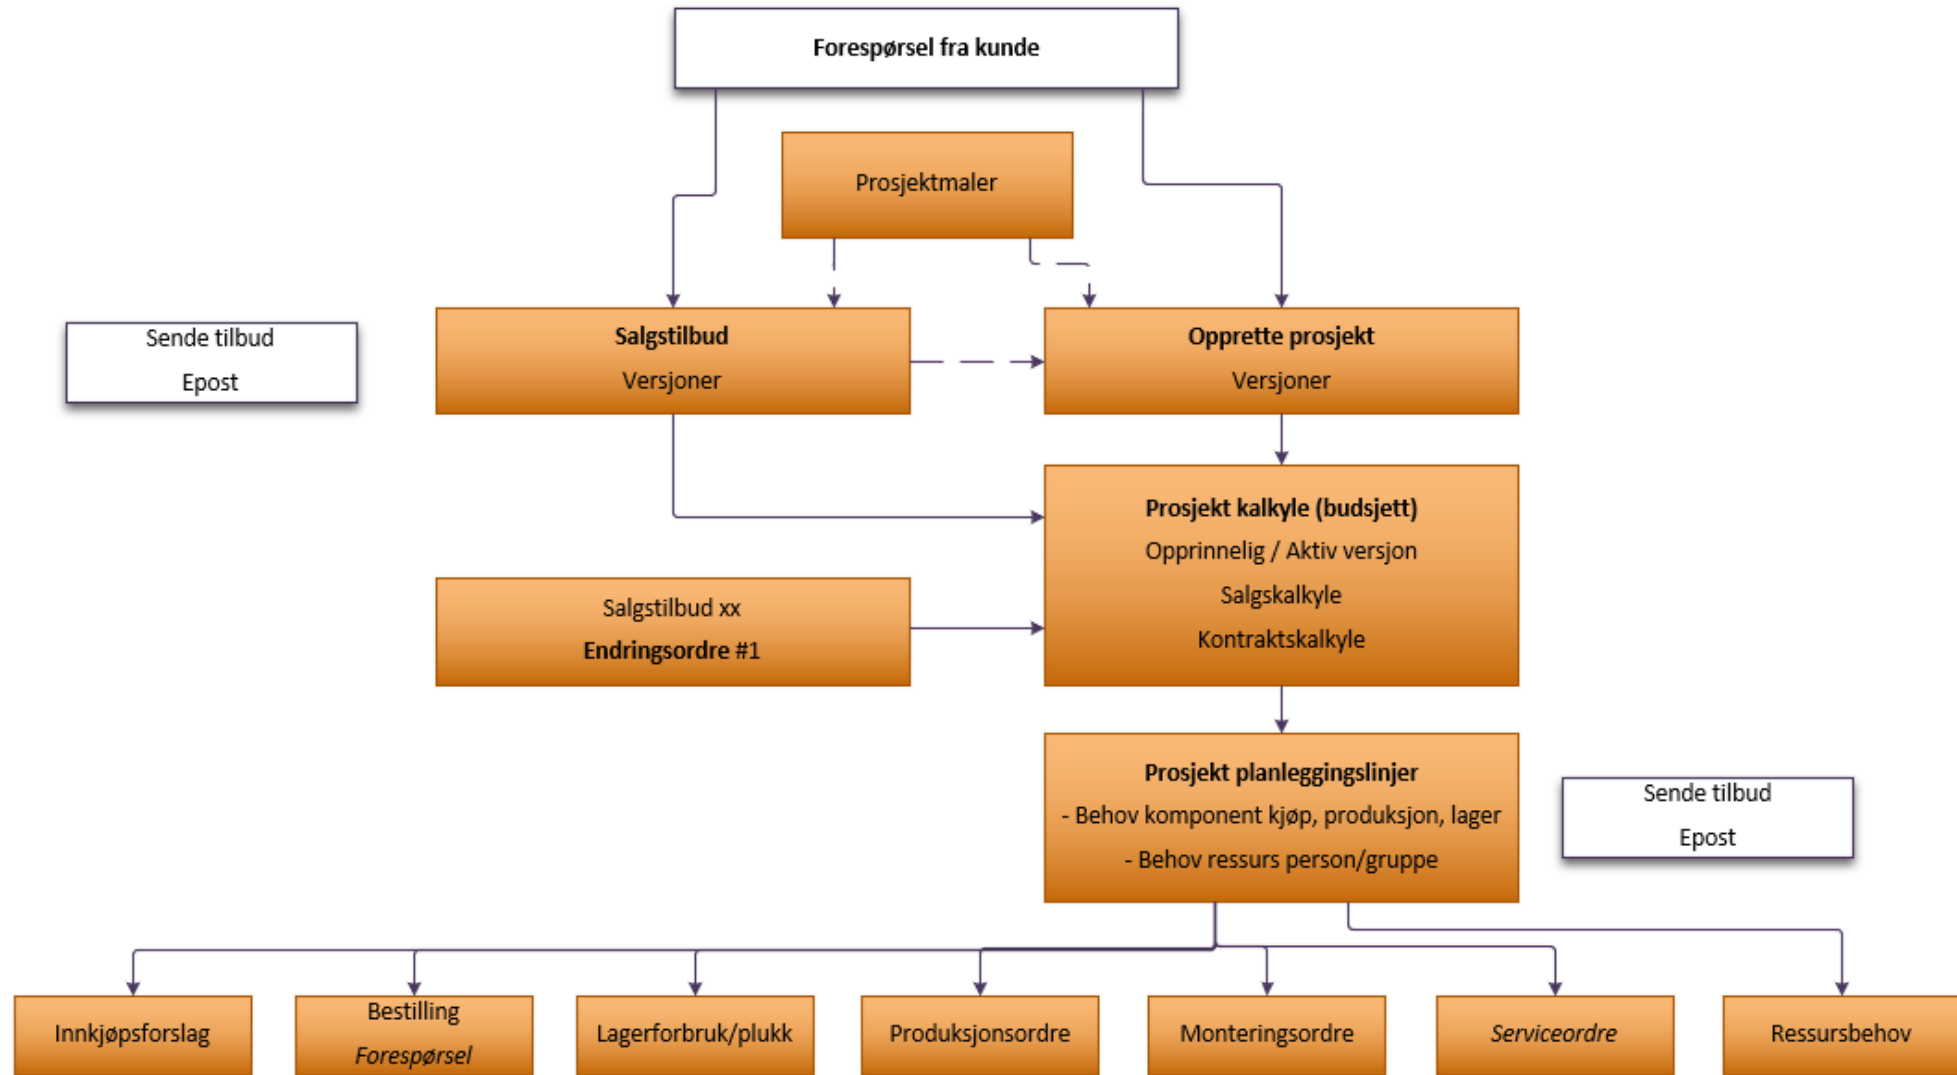 Forespørsel fra kunde
Prosjektmaler
Sende tilbud
Epost
Salgstilbud
Versjoner
Opprette prosjekt
Versjoner
Prosjekt kalkyle (budsjett)
Opprinnelig / Aktiv versjon
Salgskalkyle
Kontraktskalkyle
Salgstilbud xx
Endringsordre #1
Prosjekt planleggingslinjer
- Behov komponent kjøp, produksjon, lager
- Behov ressurs person/gruppe
Sende tilbud
Epost
Innkjøpsforslag
Bestilling
Forespørsel
Lagerforbruk/plukk
Produksjonsordre
Monteringsordre
Serviceordre
Ressursbehov